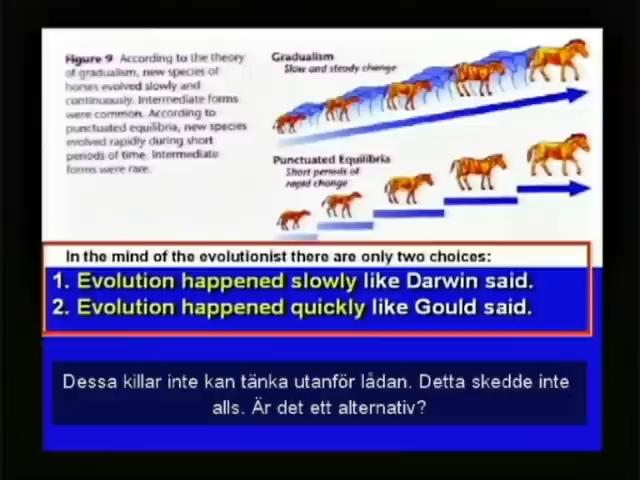 Figure 9 According to the theory
of gradualism, new species of
horses evolved slowly and
continuously. Intermediate forms
were common. According to
punctuated equilibria, new species
evolved rapidly during short
periods of time. Intermediate
forms were rare.
Gradualism
Slow and steady change
Punctuated Equilibria
Short periods of
rapid change
In the mind of the evolutionist there are only two choices:
1. Evolution happened slowly like Darwin said.
2. Evolution happened quickly like Gould said.
Dessa killar inte kan tänka utanför lådan. Detta skedde inte
alls. Är det ett alternativ?